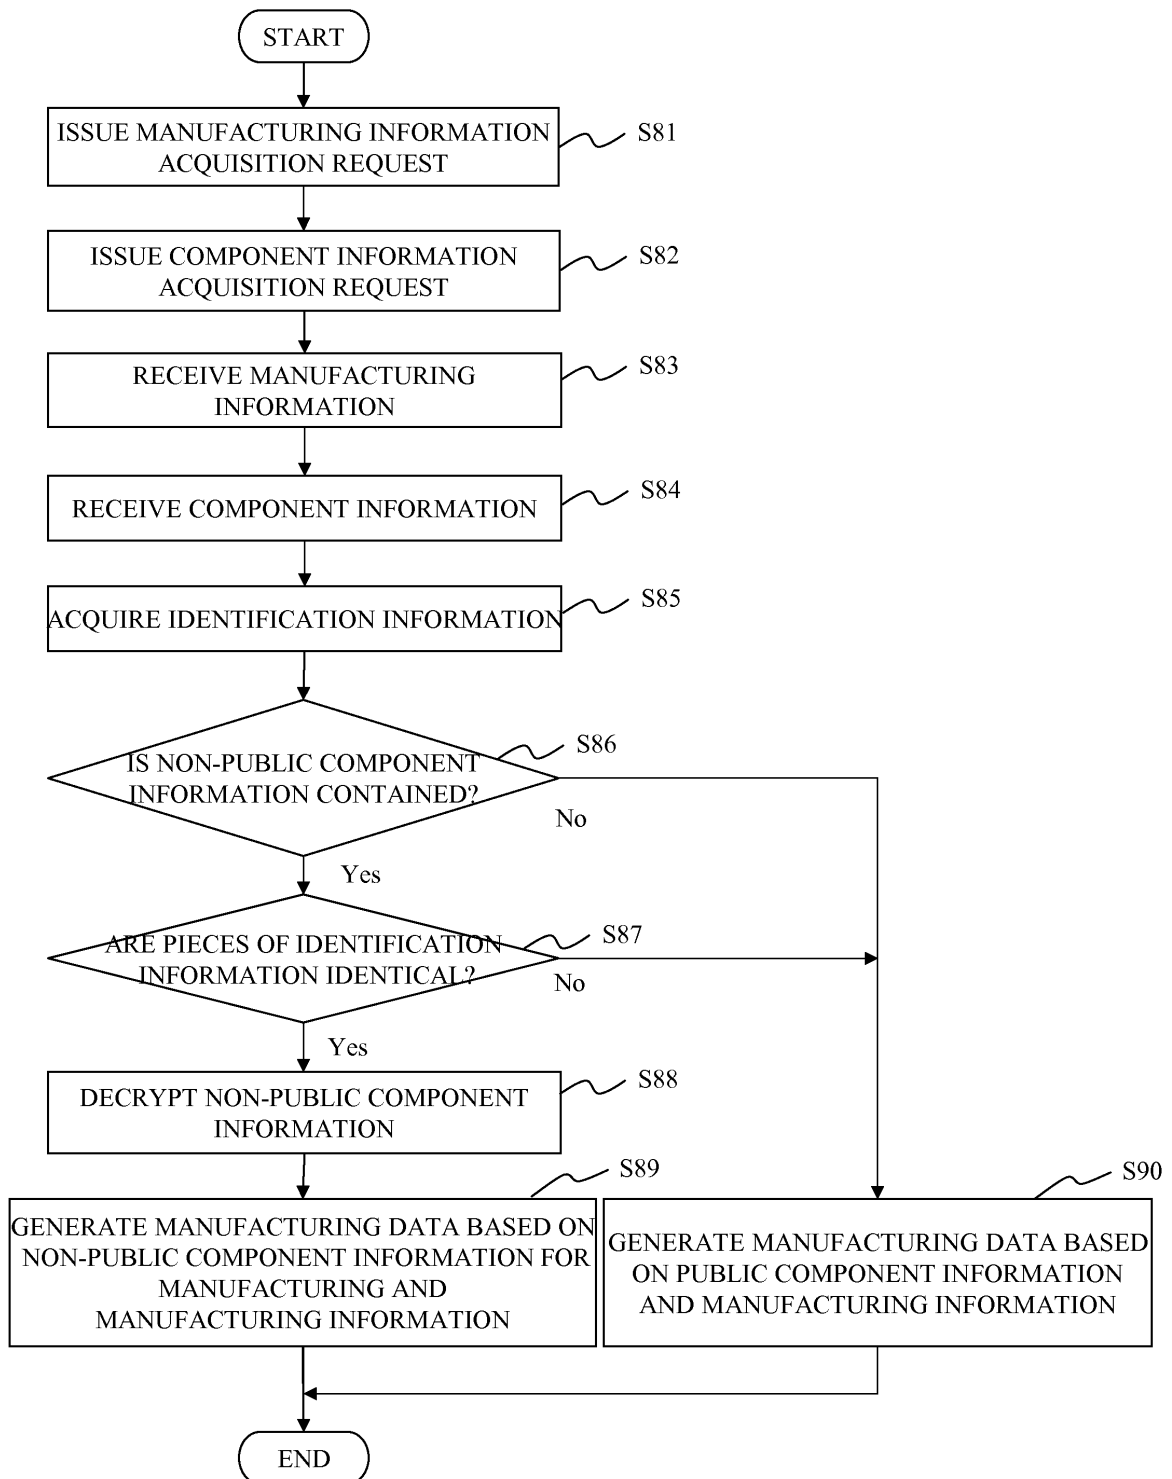 START
ISSUE MANUFACTURING INFORMATION
ACQUISITION REQUEST
S81
ISSUE COMPONENT INFORMATION
ACQUISITION REQUEST
S82
RECEIVE MANUFACTURING
INFORMATION
S83
RECEIVE COMPONENT INFORMATION
S84
ACQUIRE IDENTIFICATION INFORMATION
S85
IS NON-PUBLIC COMPONENT
INFORMATION CONTAINED?
S86
No
Yes
ARE PIECES OF IDENTIFICATION
INFORMATION IDENTICAL?
S87
No
Yes
DECRYPT NON-PUBLIC COMPONENT
INFORMATION
S88
GENERATE MANUFACTURING DATA BASED ON
NON-PUBLIC COMPONENT INFORMATION FOR
MANUFACTURING AND
MANUFACTURING INFORMATION
S89
GENERATE MANUFACTURING DATA BASED
ON PUBLIC COMPONENT INFORMATION
AND MANUFACTURING INFORMATION
S90
END